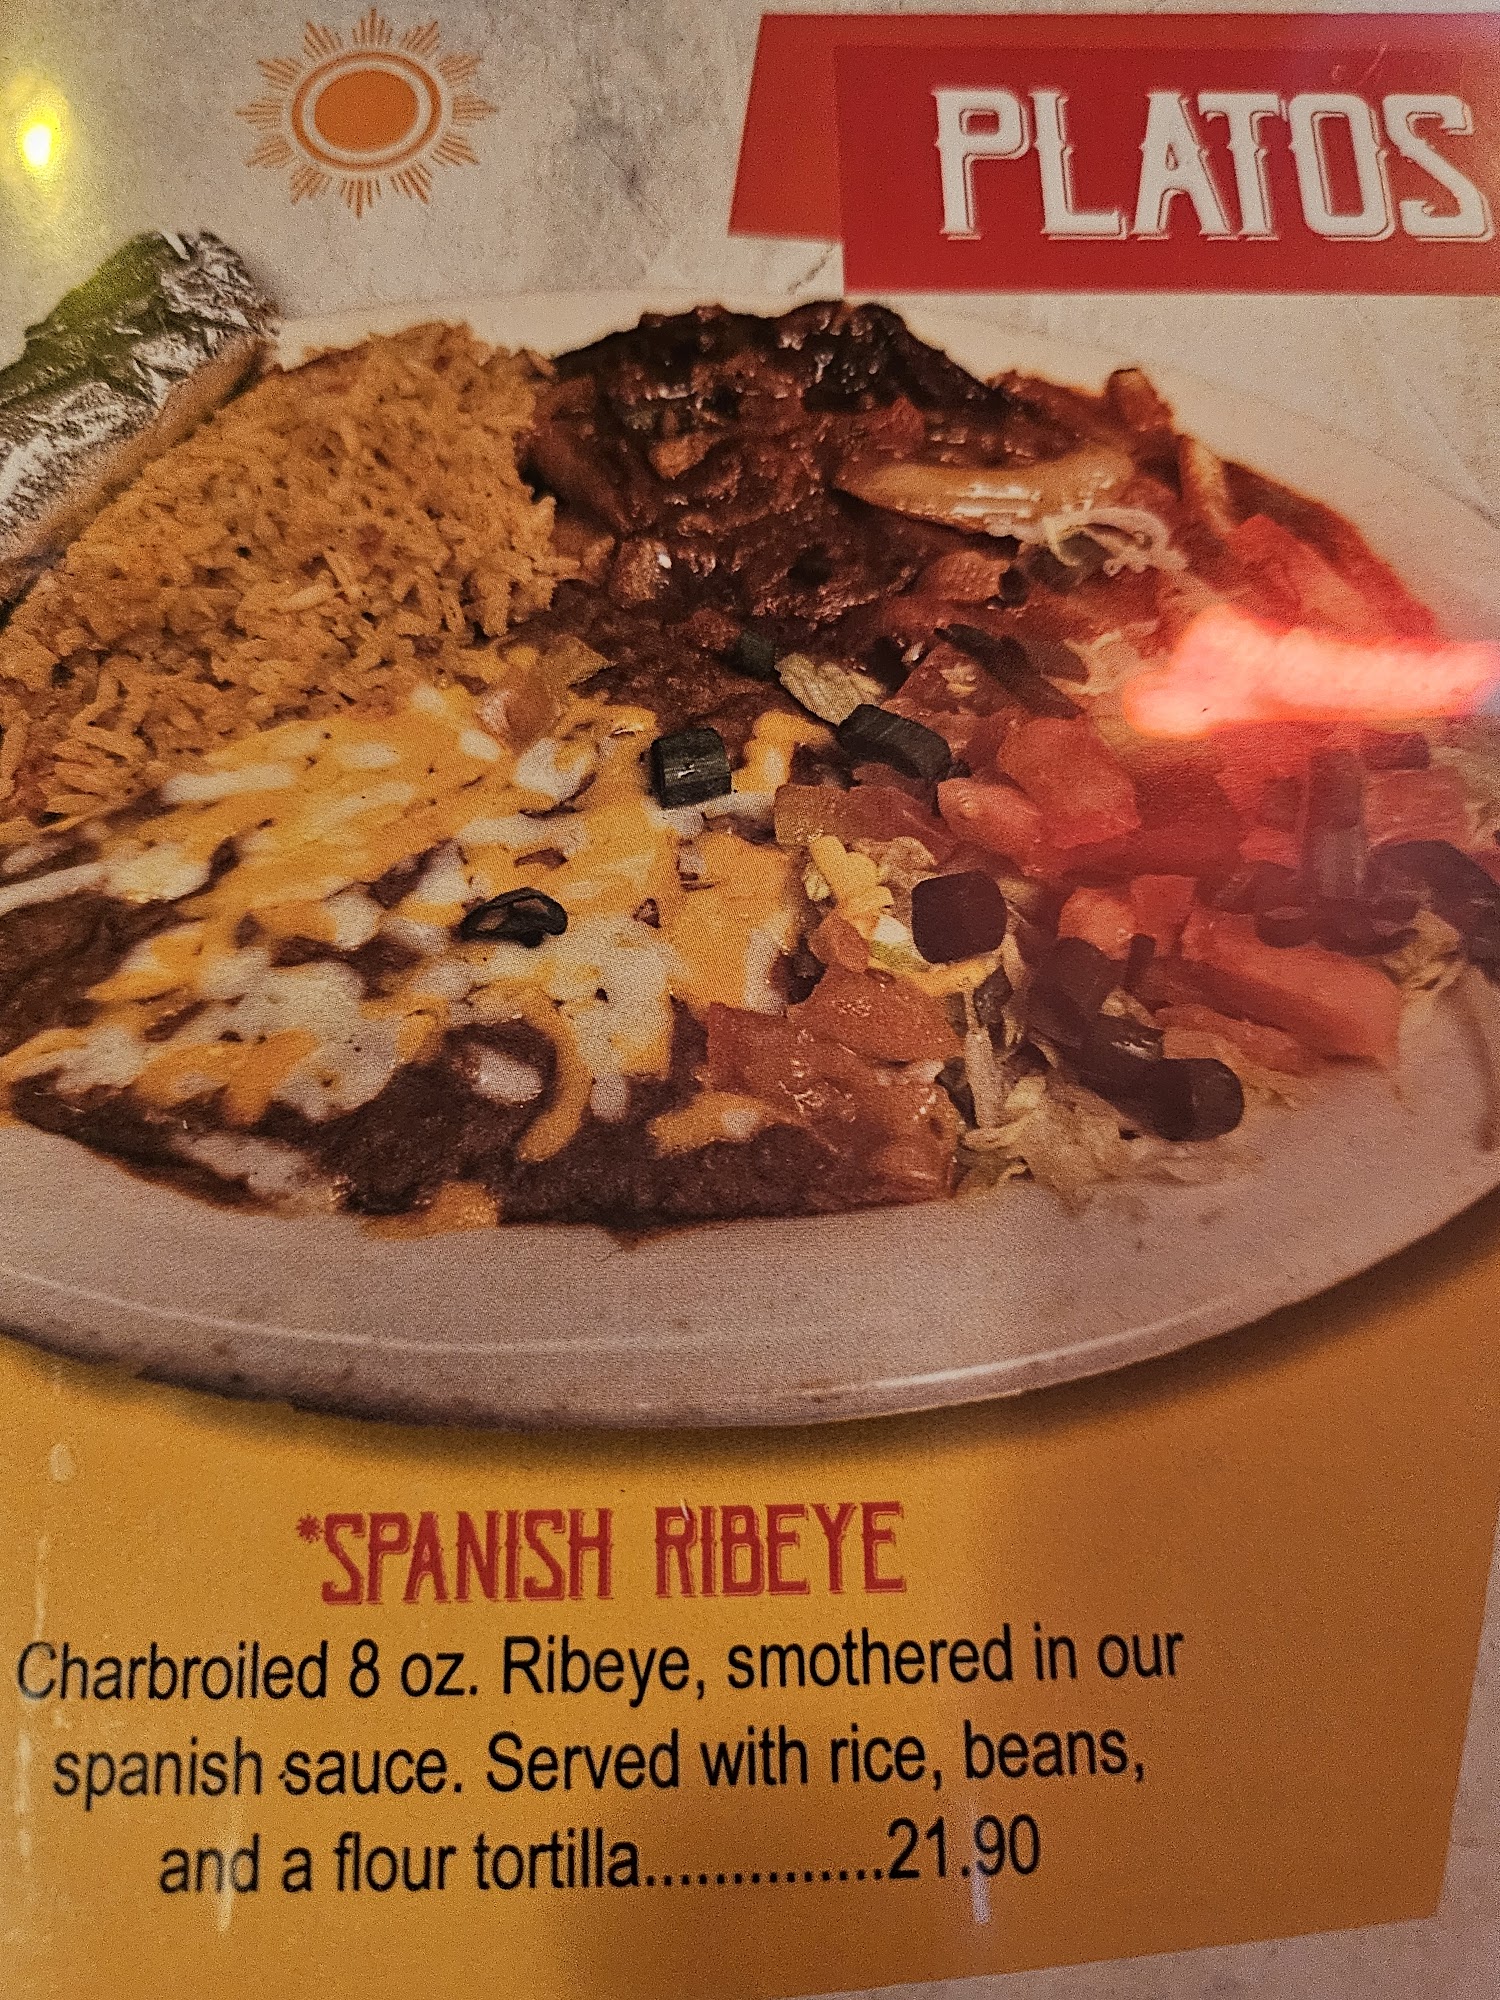 PLATOS
*SPANISH RIBEYE
Charbroiled 8 oz. Ribeye, smothered in our
spanish sauce. Served with rice, beans,
and a flour tortilla..............21.90